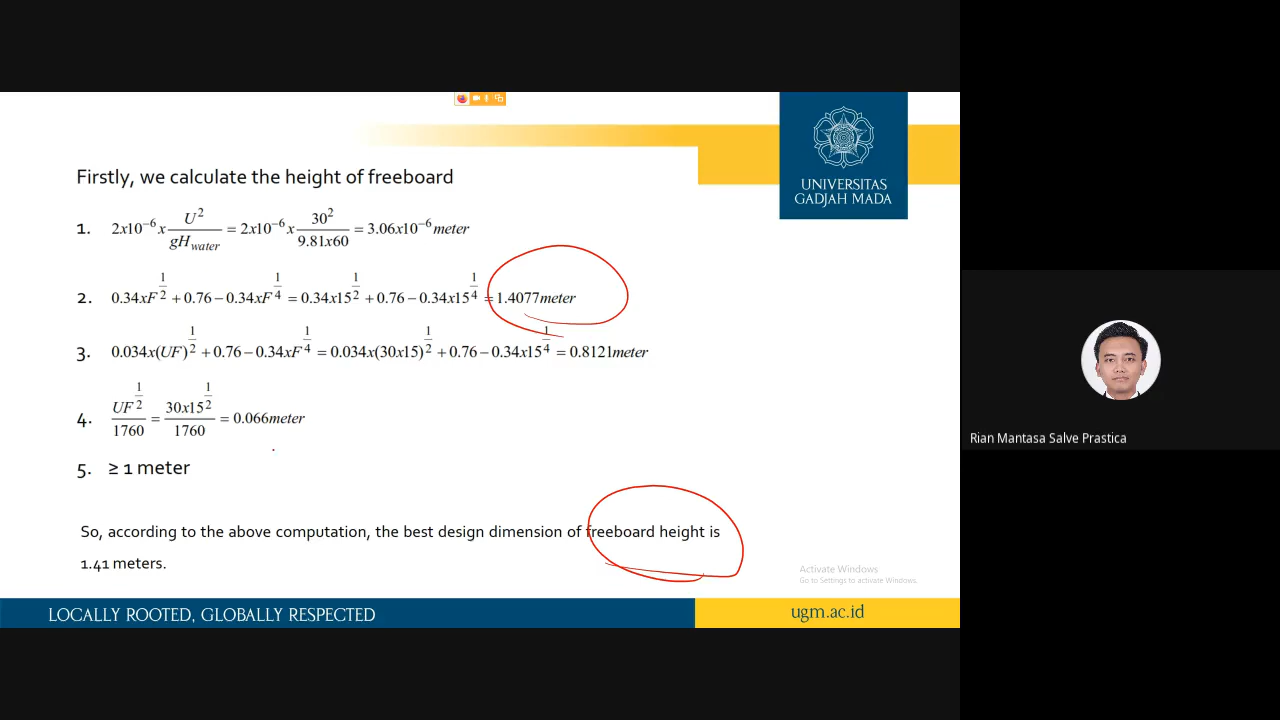 UNIVERSITAS
GADJAH MADA
Firstly, we calculate the height of freeboard
1. 2x10⁻⁶ x U²/gH_water = 2x10⁻⁶ x 30²/9.81x60 = 3.06x10⁻⁶ meter
2. 0.34xF^1/2 + 0.76 − 0.34xF^1/4 = 0.34x15^1/2 + 0.76 − 0.34x15^1/4 = 1.4077meter
3. 0.034x(UF)^1/2 + 0.76 − 0.34xF^1/4 = 0.034x(30x15)^1/2 + 0.76 − 0.34x15^1/4 = 0.8121meter
4. UF^1/2/1760 = 30x15^1/2/1760 = 0.066meter
5. ≥ 1 meter
So, according to the above computation, the best design dimension of freeboard height is
1.41 meters.
Rian Mantasa Salve Prastica
Activate Windows
Go to Settings to activate Windows.
LOCALLY ROOTED, GLOBALLY RESPECTED
ugm.ac.id